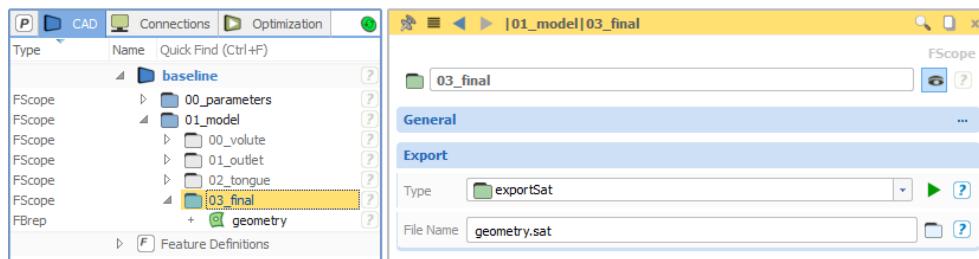 P CAD Connections Optimization
Type Name Quick Find (Ctrl+F)
baseline ?
FScope 00_parameters ?
FScope 01_model ?
FScope 00_volute ?
FScope 01_outlet ?
FScope 02_tongue ?
FScope 03_final ?
FBrep + geometry ?
F Feature Definitions
|01_model|03_final x
FScope
03_final ?
General ...
Export
Type exportSat ?
File Name geometry.sat ?